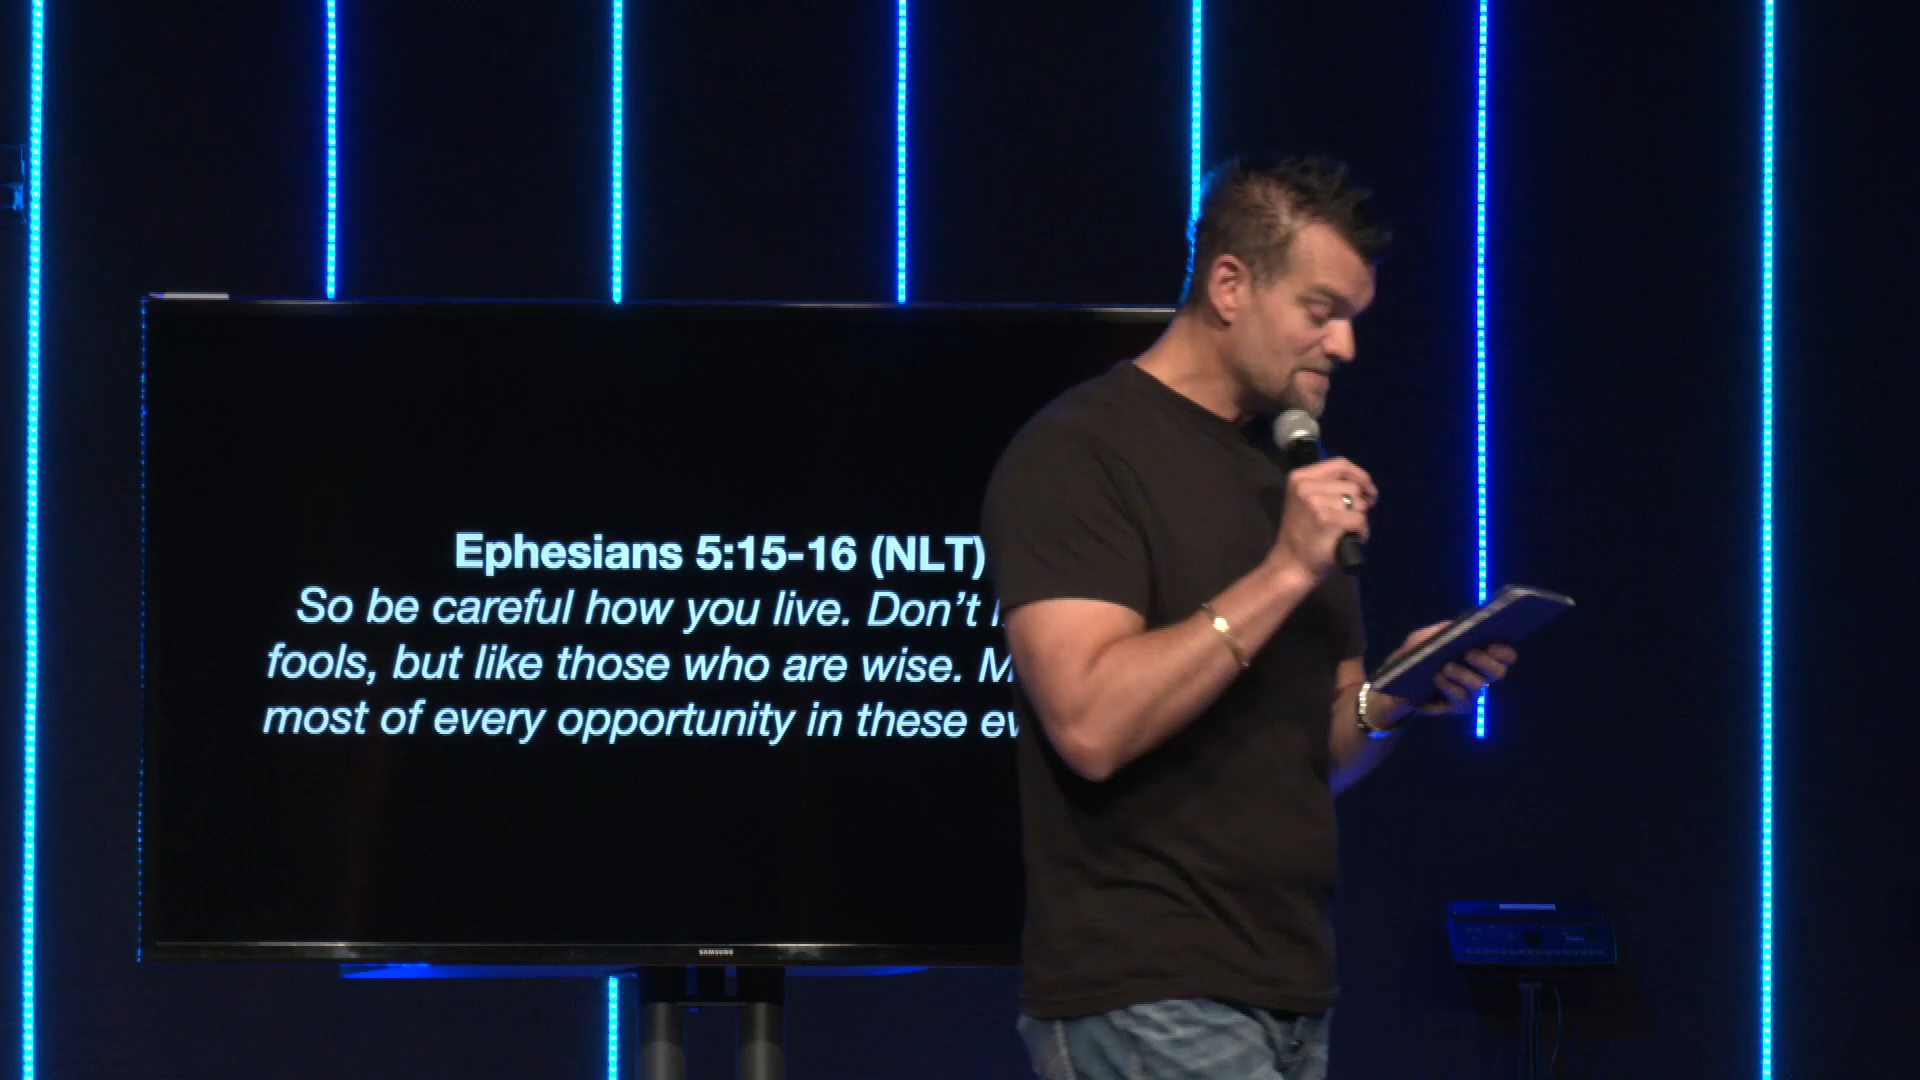 Ephesians 5:15-16 (NLT)
So be careful how you live. Don't
fools, but like those who are wise.
most of every opportunity in these
SAMSUNG